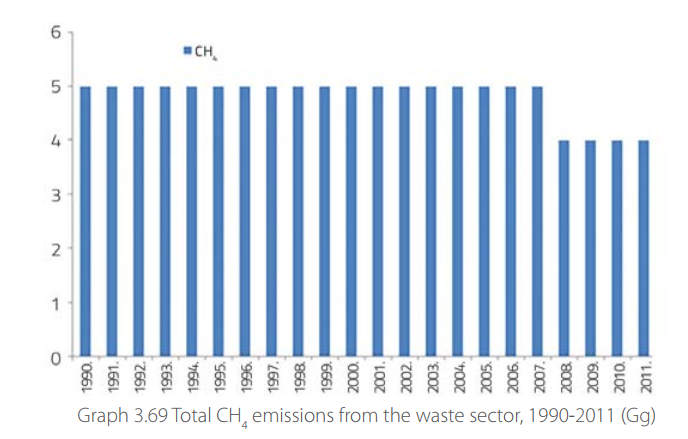 6
CH₄
5
4
3
2
1
0
1990. 1991. 1992. 1993. 1994. 1995. 1996. 1997. 1998. 1999. 2000. 2001. 2002. 2003. 2004. 2005. 2006. 2007. 2008. 2009. 2010. 2011.
Graph 3.69 Total CH₄ emissions from the waste sector, 1990-2011 (Gg)